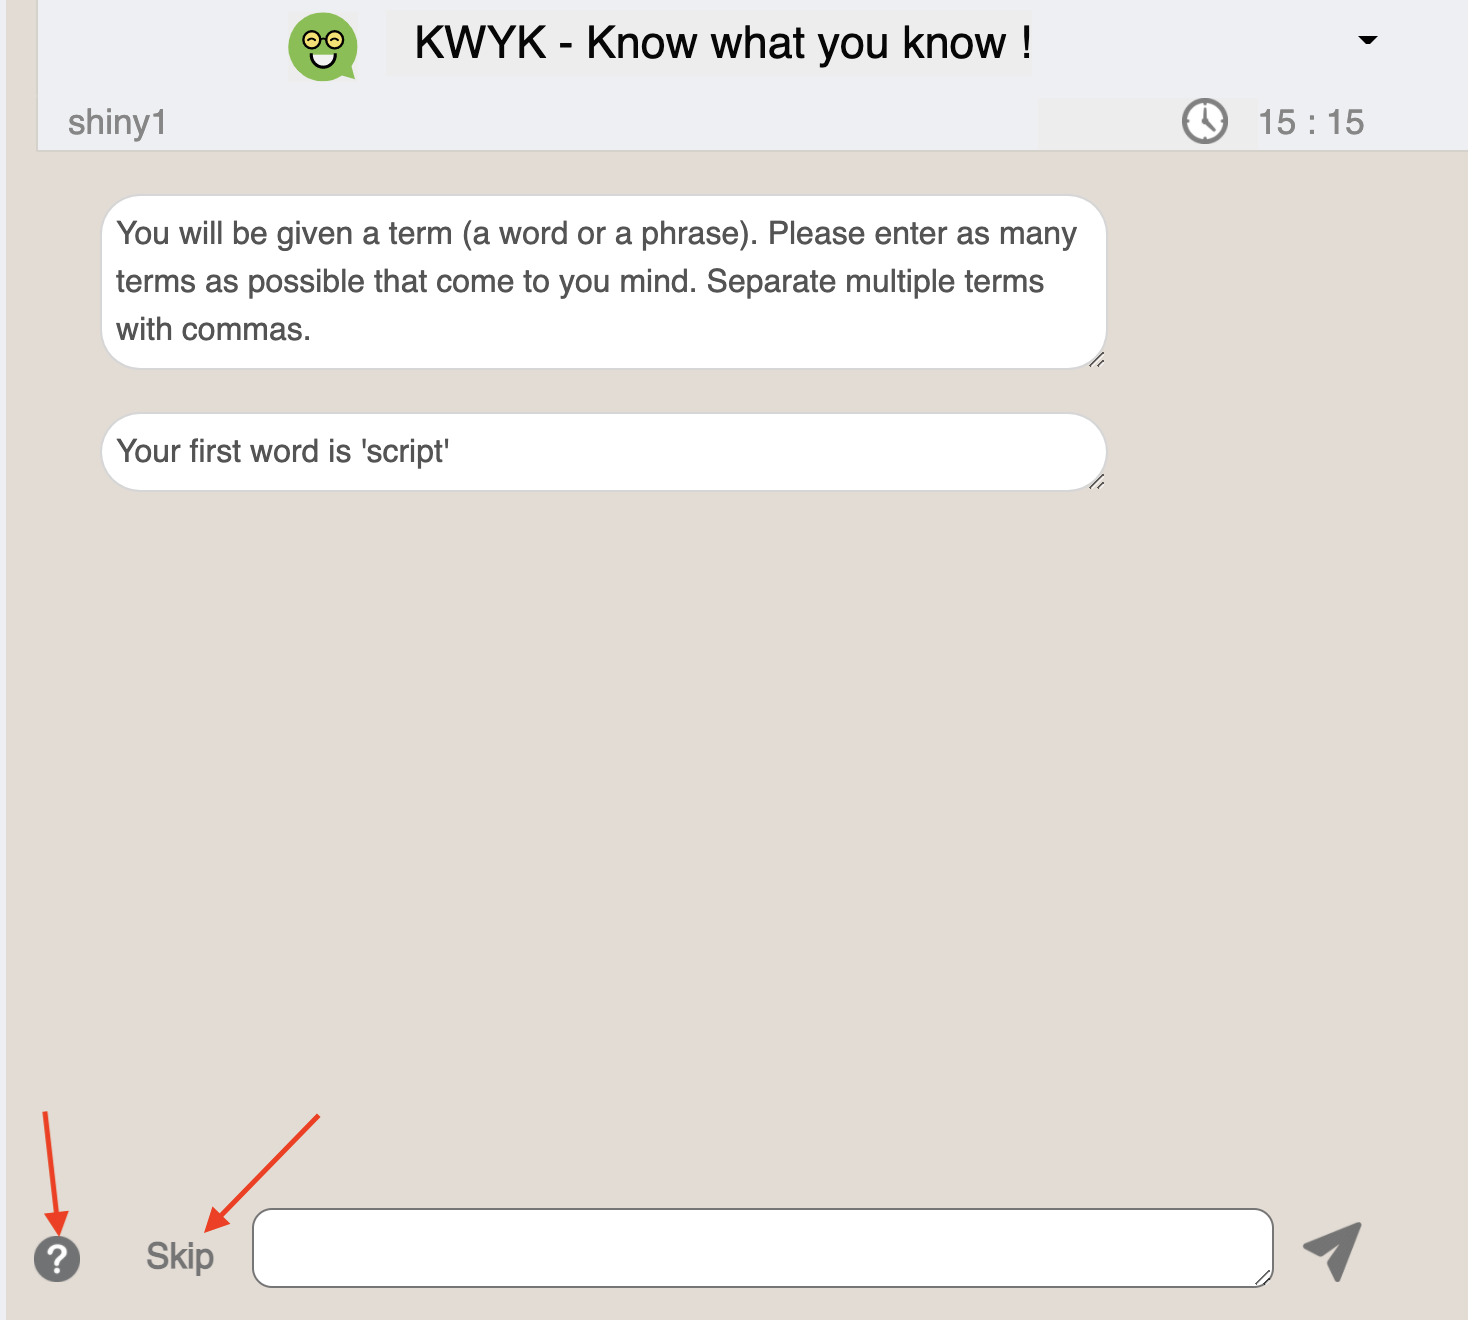 KWYK - Know what you know !
shiny1
15 : 15
You will be given a term (a word or a phrase). Please enter as many
terms as possible that come to you mind. Separate multiple terms
with commas.
Your first word is 'script'
?
Skip